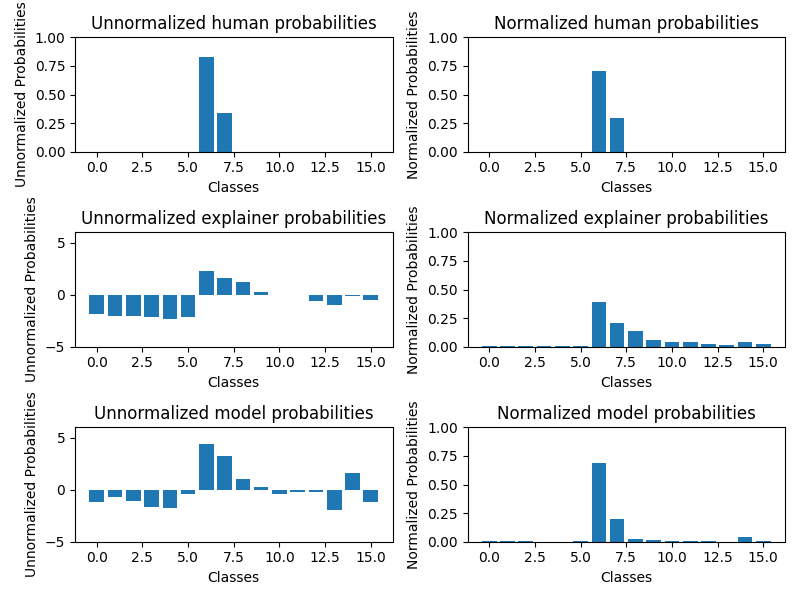 Unnormalized human probabilities
Normalized human probabilities
Unnormalized Probabilities
1.00
0.75
0.50
0.25
0.00
0.0 2.5 5.0 7.5 10.0 12.5 15.0
Classes
Normalized Probabilities
1.00
0.75
0.50
0.25
0.00
0.0 2.5 5.0 7.5 10.0 12.5 15.0
Classes
Unnormalized explainer probabilities
Normalized explainer probabilities
Unnormalized Probabilities
5
0
−5
0.0 2.5 5.0 7.5 10.0 12.5 15.0
Classes
Normalized Probabilities
1.00
0.75
0.50
0.25
0.00
0.0 2.5 5.0 7.5 10.0 12.5 15.0
Classes
Unnormalized model probabilities
Normalized model probabilities
Unnormalized Probabilities
5
0
−5
0.0 2.5 5.0 7.5 10.0 12.5 15.0
Classes
Normalized Probabilities
1.00
0.75
0.50
0.25
0.00
0.0 2.5 5.0 7.5 10.0 12.5 15.0
Classes